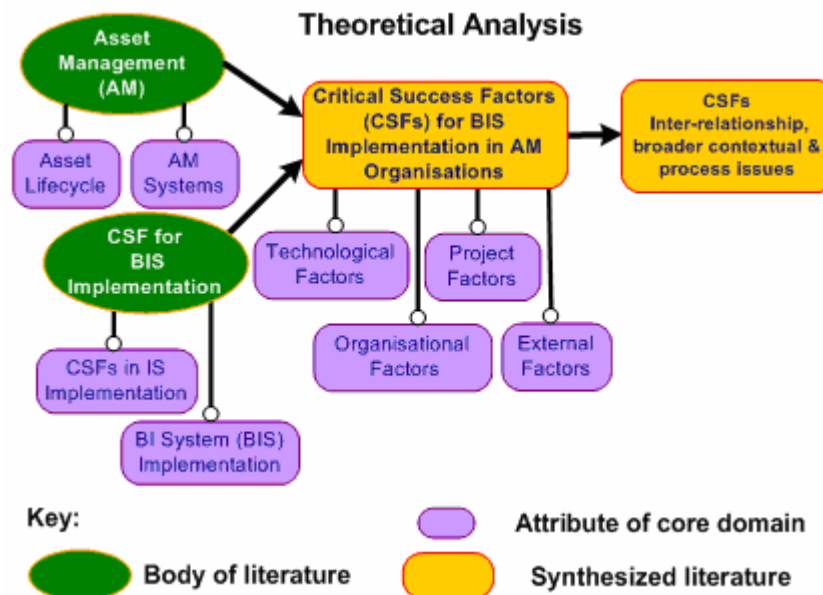 Theoretical Analysis
Asset
Management
(AM)
Asset
Lifecycle
AM
Systems
CSF for
BIS
Implementation
CSFs in IS
Implementation
BI System (BIS)
Implementation
Critical Success Factors
(CSFs) for BIS
Implementation in AM
Organisations
Technological
Factors
Project
Factors
Organisational
Factors
External
Factors
CSFs
Inter-relationship,
broader contextual &
process issues
Key:
Attribute of core domain
Body of literature
Synthesized literature